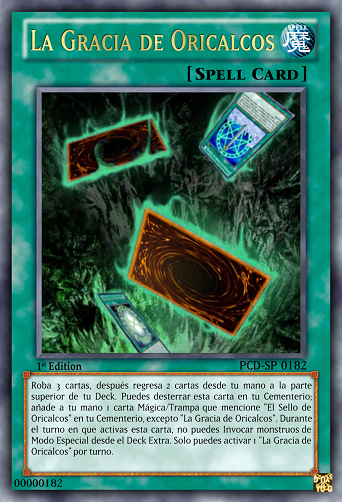 La Gracia de Oricalcos
SPELL
魔
[Spell Card]
1ª Edition
PCD-SP 0182
Roba 3 cartas, después regresa 2 cartas desde tu mano a la parte
superior de tu Deck. Puedes desterrar esta carta en tu Cementerio;
añade a tu mano 1 carta Mágica/Trampa que mencione "El Sello de
Oricalcos" en tu Cementerio, excepto "La Gracia de Oricalcos". Durante
el turno en que activas esta carta, no puedes Invocar monstruos de
Modo Especial desde el Deck Extra. Solo puedes activar 1 "La Gracia de
Oricalcos" por turno.
00000182